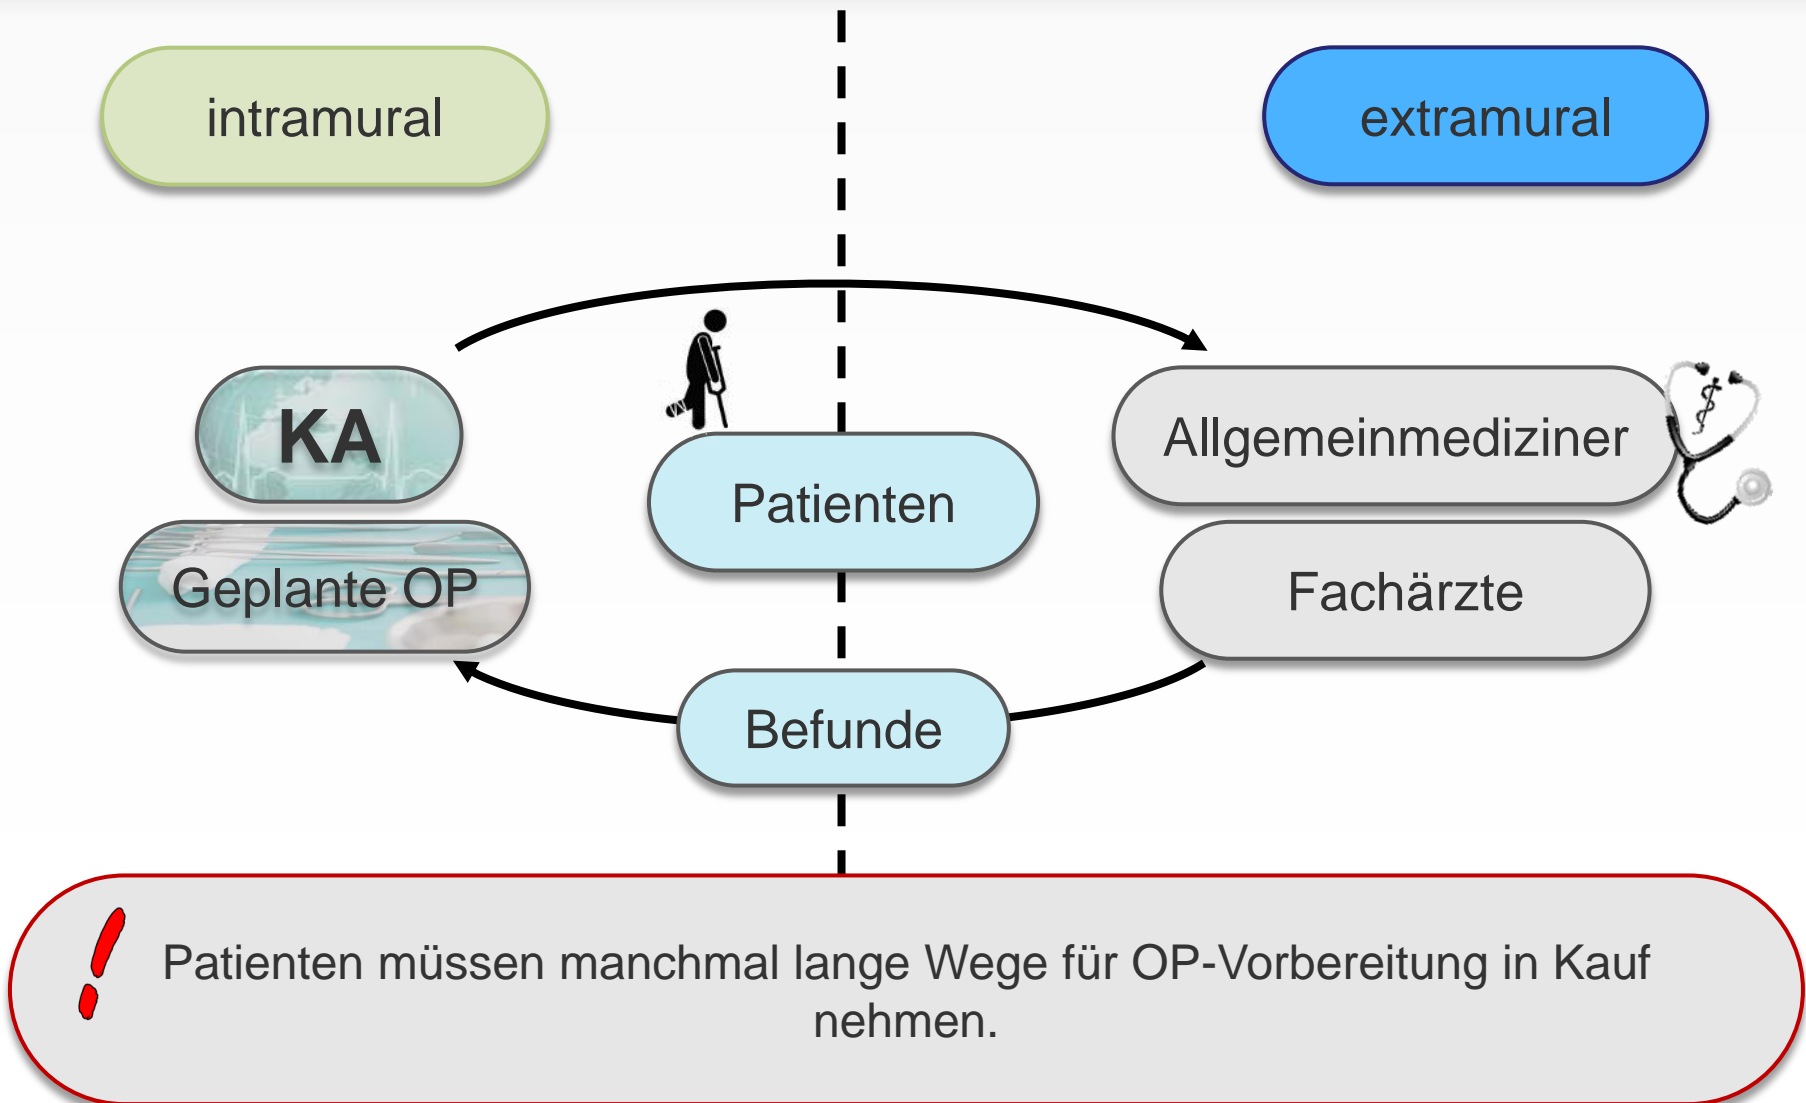 intramural
extramural
KA
Allgemeinmediziner
Patienten
Geplante OP
Fachärzte
Befunde
Patienten müssen manchmal lange Wege für OP-Vorbereitung in Kauf
nehmen.